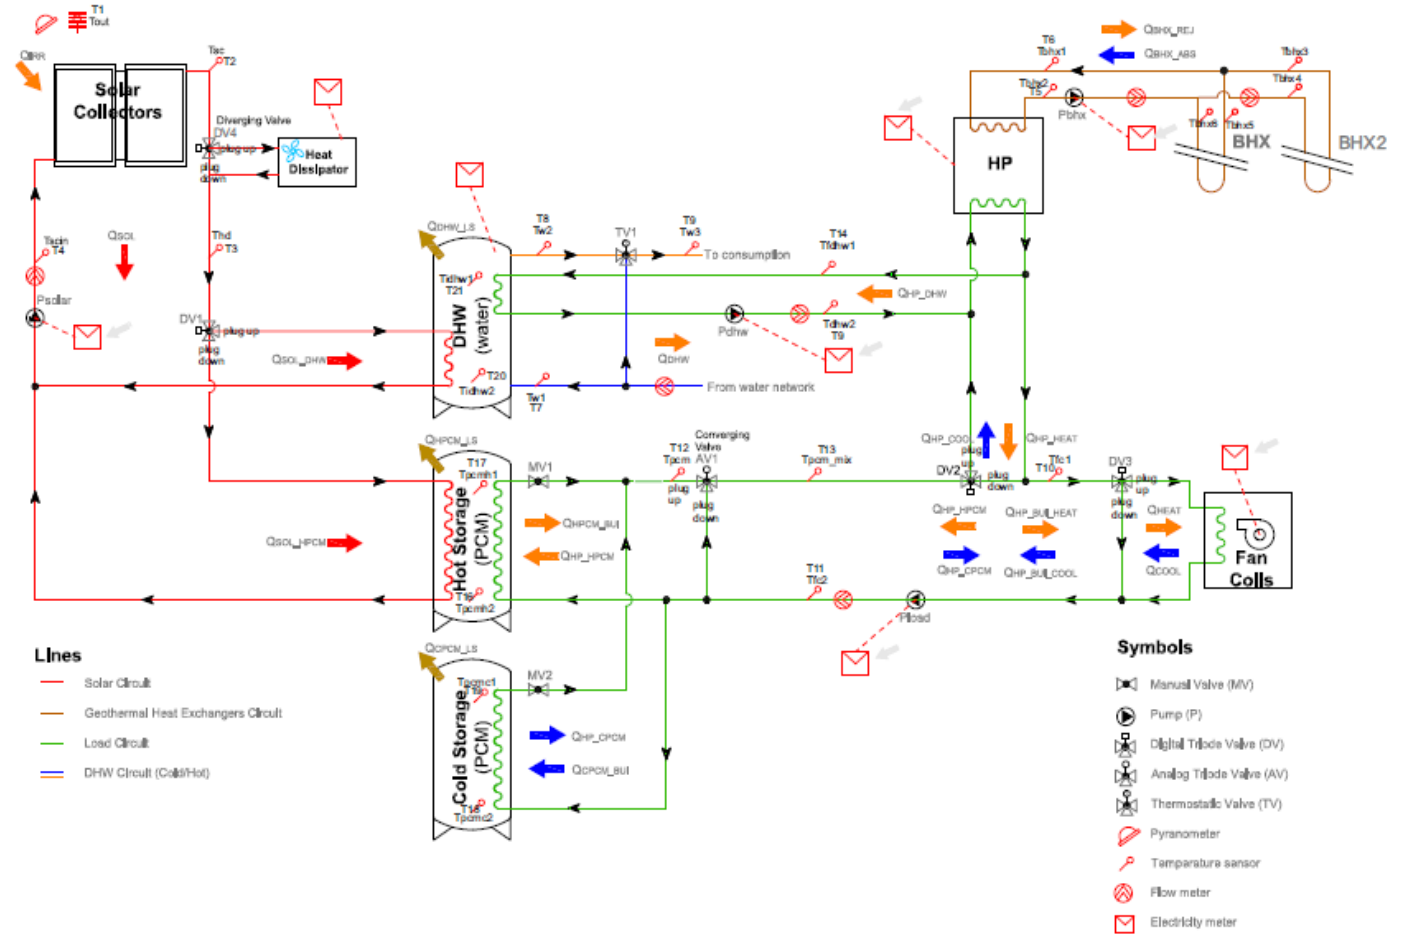 T1
Tout
QIRR
Solar
Collectors
Tsc
T2
Diverging Valve
DV4
plug up
plug
down
Heat
Dissipator
Tscin
T4
QSOL
Thd
T3
Psollar
DV1
plug up
plug
down
QSOL_DHW
QDHW_LS
T8
Tw2
TV1
T9
Tw3
To consumption
T14
Tfdhw1
Tidhw1
T21
DHW
(water)
QHP_DHW
Pdhw
Tdhw2
T9
QDHW
T20
Tidhw2
Tw1
T7
From water network
T6
Tbhx1
QBHX_REJ
QBHX_ABS
Tbhx3
Tbhx2
T5
Tbhx4
Pbhx
Tbhx6
Tbhx5
BHX
BHX2
HP
QHPCM_LS
T17
Tpcmh1
MV1
T12
Tpcm
plug
up
Converging
Valve
AV1
plug
down
T13
Tpcm_mix
QHP_COOL
QHP_HEAT
plug
up
DV2
plug
down
Tfc1
T10
DV3
plug
up
plug
down
QSOL_HPCM
Hot Storage
(PCM)
QHPCM_BUI
QHP_HPCM
QHP_HPCM
QHP_CPCM
QHP_BUI_HEAT
QHP_BUI_COOL
QHEAT
QCOOL
Fan
Coils
T16
Tpcmh2
T11
Tfc2
Pload
QCPCM_LS
Tpcmc1
T19
MV2
Cold Storage
(PCM)
QHP_CPCM
QCPCM_BUI
T18
Tpcmc2
Lines
Solar Circuit
Geothermal Heat Exchangers Circuit
Load Circuit
DHW Circuit (Cold/Hot)
Symbols
Manual Valve (MV)
Pump (P)
Digital Triode Valve (DV)
Analog Triode Valve (AV)
Thermostatic Valve (TV)
Pyranometer
Temperature sensor
Flow meter
Electricity meter